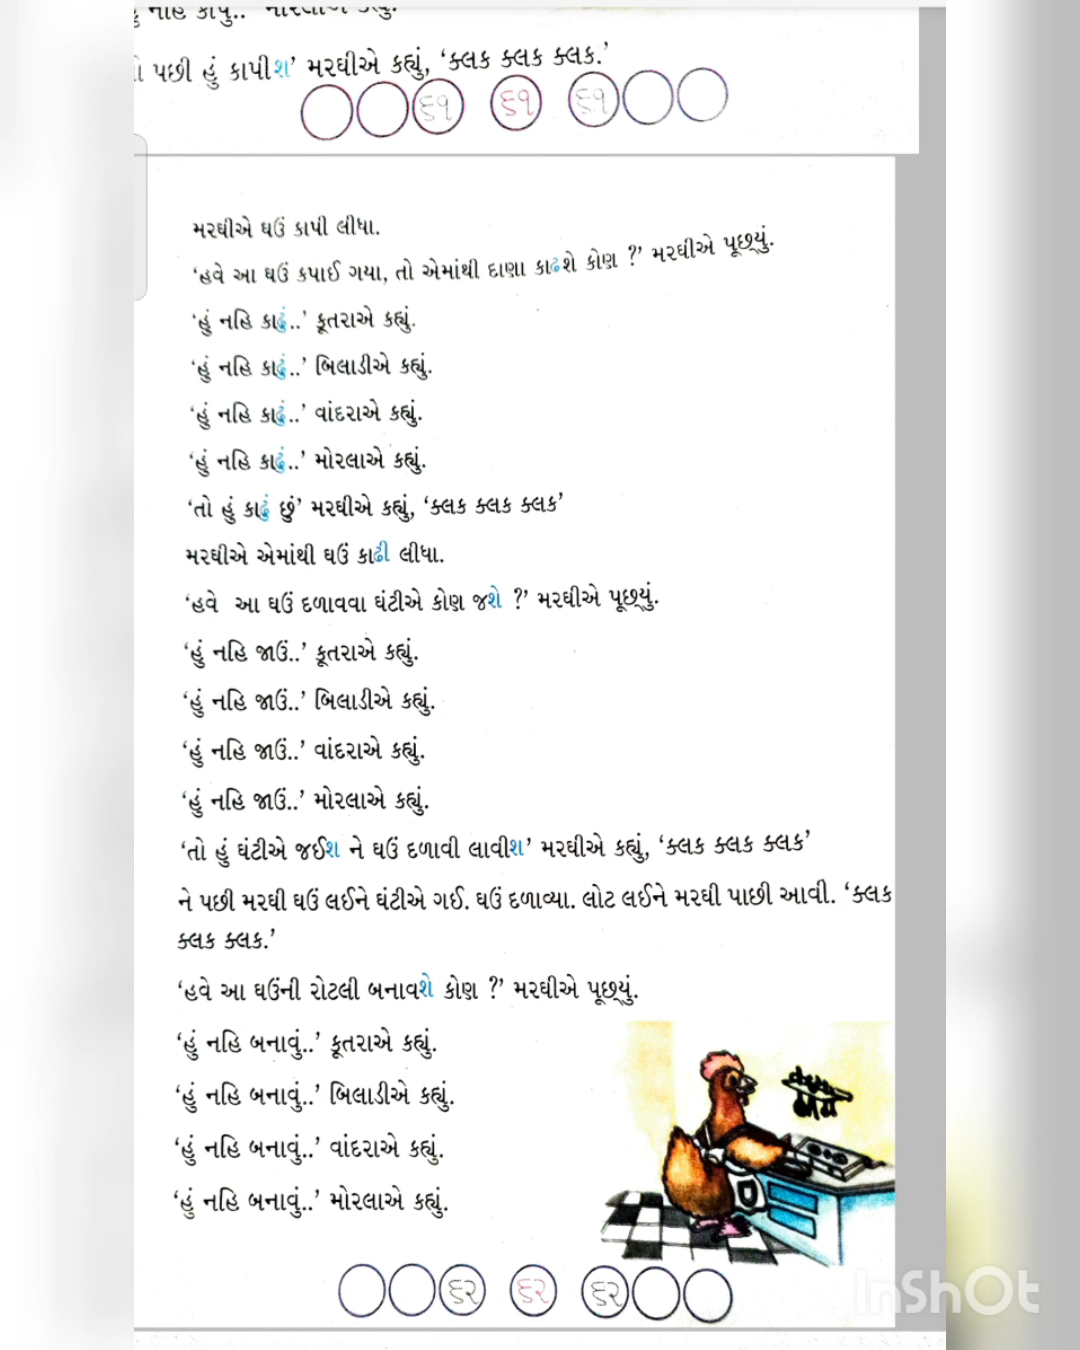 પછી હું કાપીશ’ મરઘીએ કહ્યું, ‘ક્લક ક્લક ક્લક.’
૬૧ ૬૧ ૬૧
મરઘીએ ઘઉં કાપી લીધા.
‘હવે આ ઘઉં કપાઈ ગયા, તો એમાંથી દાણા કાઢશે કોણ ?’ મરઘીએ પૂછ્યું.
‘હું નહિ કાઢું..’ કૂતરાએ કહ્યું.
‘હું નહિ કાઢું..’ બિલાડીએ કહ્યું.
‘હું નહિ કાઢું..’ વાંદરાએ કહ્યું.
‘હું નહિ કાઢું..’ મોરલાએ કહ્યું.
‘તો હું કાઢું છું’ મરઘીએ કહ્યું, ‘ક્લક ક્લક ક્લક’
મરઘીએ એમાંથી ઘઉં કાઢી લીધા.
‘હવે આ ઘઉં દળાવવા ઘંટીએ કોણ જશે ?’ મરઘીએ પૂછ્યું.
‘હું નહિ જાઉં..’ કૂતરાએ કહ્યું.
‘હું નહિ જાઉં..’ બિલાડીએ કહ્યું.
‘હું નહિ જાઉં..’ વાંદરાએ કહ્યું.
‘હું નહિ જાઉં..’ મોરલાએ કહ્યું.
‘તો હું ઘંટીએ જઈશ ને ઘઉં દળાવી લાવીશ’ મરઘીએ કહ્યું, ‘ક્લક ક્લક ક્લક’
ને પછી મરઘી ઘઉં લઈને ઘંટીએ ગઈ. ઘઉં દળાવ્યા. લોટ લઈને મરઘી પાછી આવી. ‘ક્લક
ક્લક ક્લક.’
‘હવે આ ઘઉંની રોટલી બનાવશે કોણ ?’ મરઘીએ પૂછ્યું.
‘હું નહિ બનાવું..’ કૂતરાએ કહ્યું.
‘હું નહિ બનાવું..’ બિલાડીએ કહ્યું.
‘હું નહિ બનાવું..’ વાંદરાએ કહ્યું.
‘હું નહિ બનાવું..’ મોરલાએ કહ્યું.
૬૨ ૬૨ ૬૨
InShOt